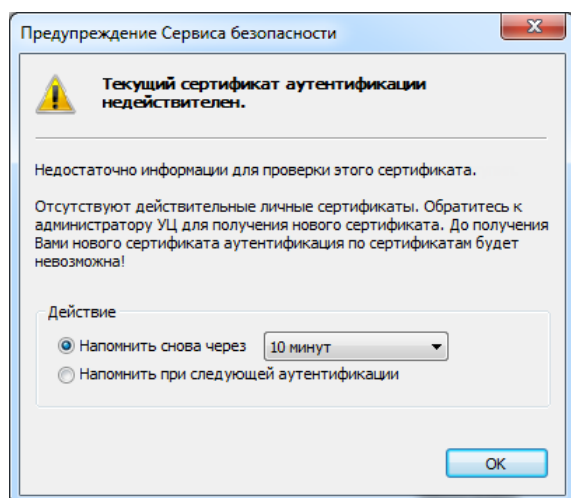 Предупреждение Сервиса безопасности
Текущий сертификат аутентификации
недействителен.
Недостаточно информации для проверки этого сертификата.
Отсутствуют действительные личные сертификаты. Обратитесь к
администратору УЦ для получения нового сертификата. До получения
Вами нового сертификата аутентификация по сертификатам будет
невозможна!
Действие
Напомнить снова через 10 минут
Напомнить при следующей аутентификации
OK